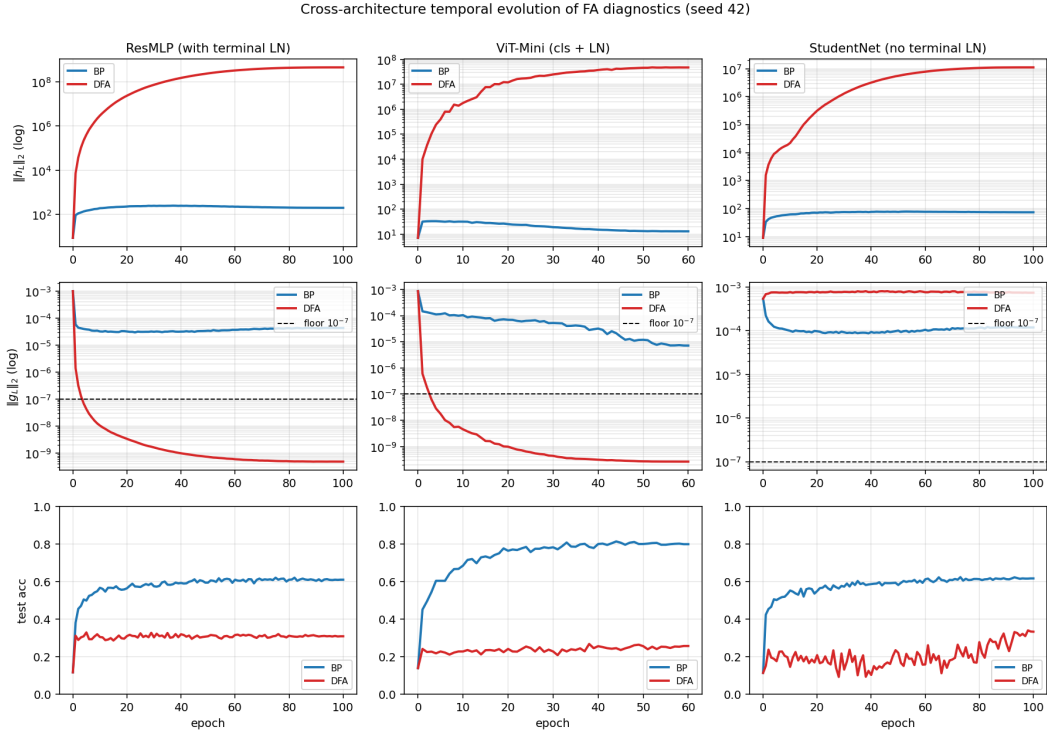 Cross-architecture temporal evolution of FA diagnostics (seed 42)
ResMLP (with terminal LN)
‖h_L‖₂ (log)
10⁸
10⁶
10⁴
10²
BP
DFA
0 20 40 60 80 100
ViT-Mini (cls + LN)
10⁸
10⁷
10⁶
10⁵
10⁴
10³
10²
10¹
BP
DFA
0 10 20 30 40 50 60
StudentNet (no terminal LN)
10⁷
10⁶
10⁵
10⁴
10³
10²
10¹
BP
DFA
0 20 40 60 80 100
‖g_L‖₂ (log)
10⁻³
10⁻⁴
10⁻⁵
10⁻⁶
10⁻⁷
10⁻⁸
10⁻⁹
BP
DFA
floor 10⁻⁷
0 20 40 60 80 100
10⁻³
10⁻⁴
10⁻⁵
10⁻⁶
10⁻⁷
10⁻⁸
10⁻⁹
BP
DFA
floor 10⁻⁷
0 10 20 30 40 50 60
10⁻³
10⁻⁴
10⁻⁵
10⁻⁶
10⁻⁷
BP
DFA
floor 10⁻⁷
0 20 40 60 80 100
test acc
1.0
0.8
0.6
0.4
0.2
0.0
BP
DFA
0 20 40 60 80 100
epoch
1.0
0.8
0.6
0.4
0.2
0.0
BP
DFA
0 10 20 30 40 50 60
epoch
1.0
0.8
0.6
0.4
0.2
0.0
BP
DFA
0 20 40 60 80 100
epoch